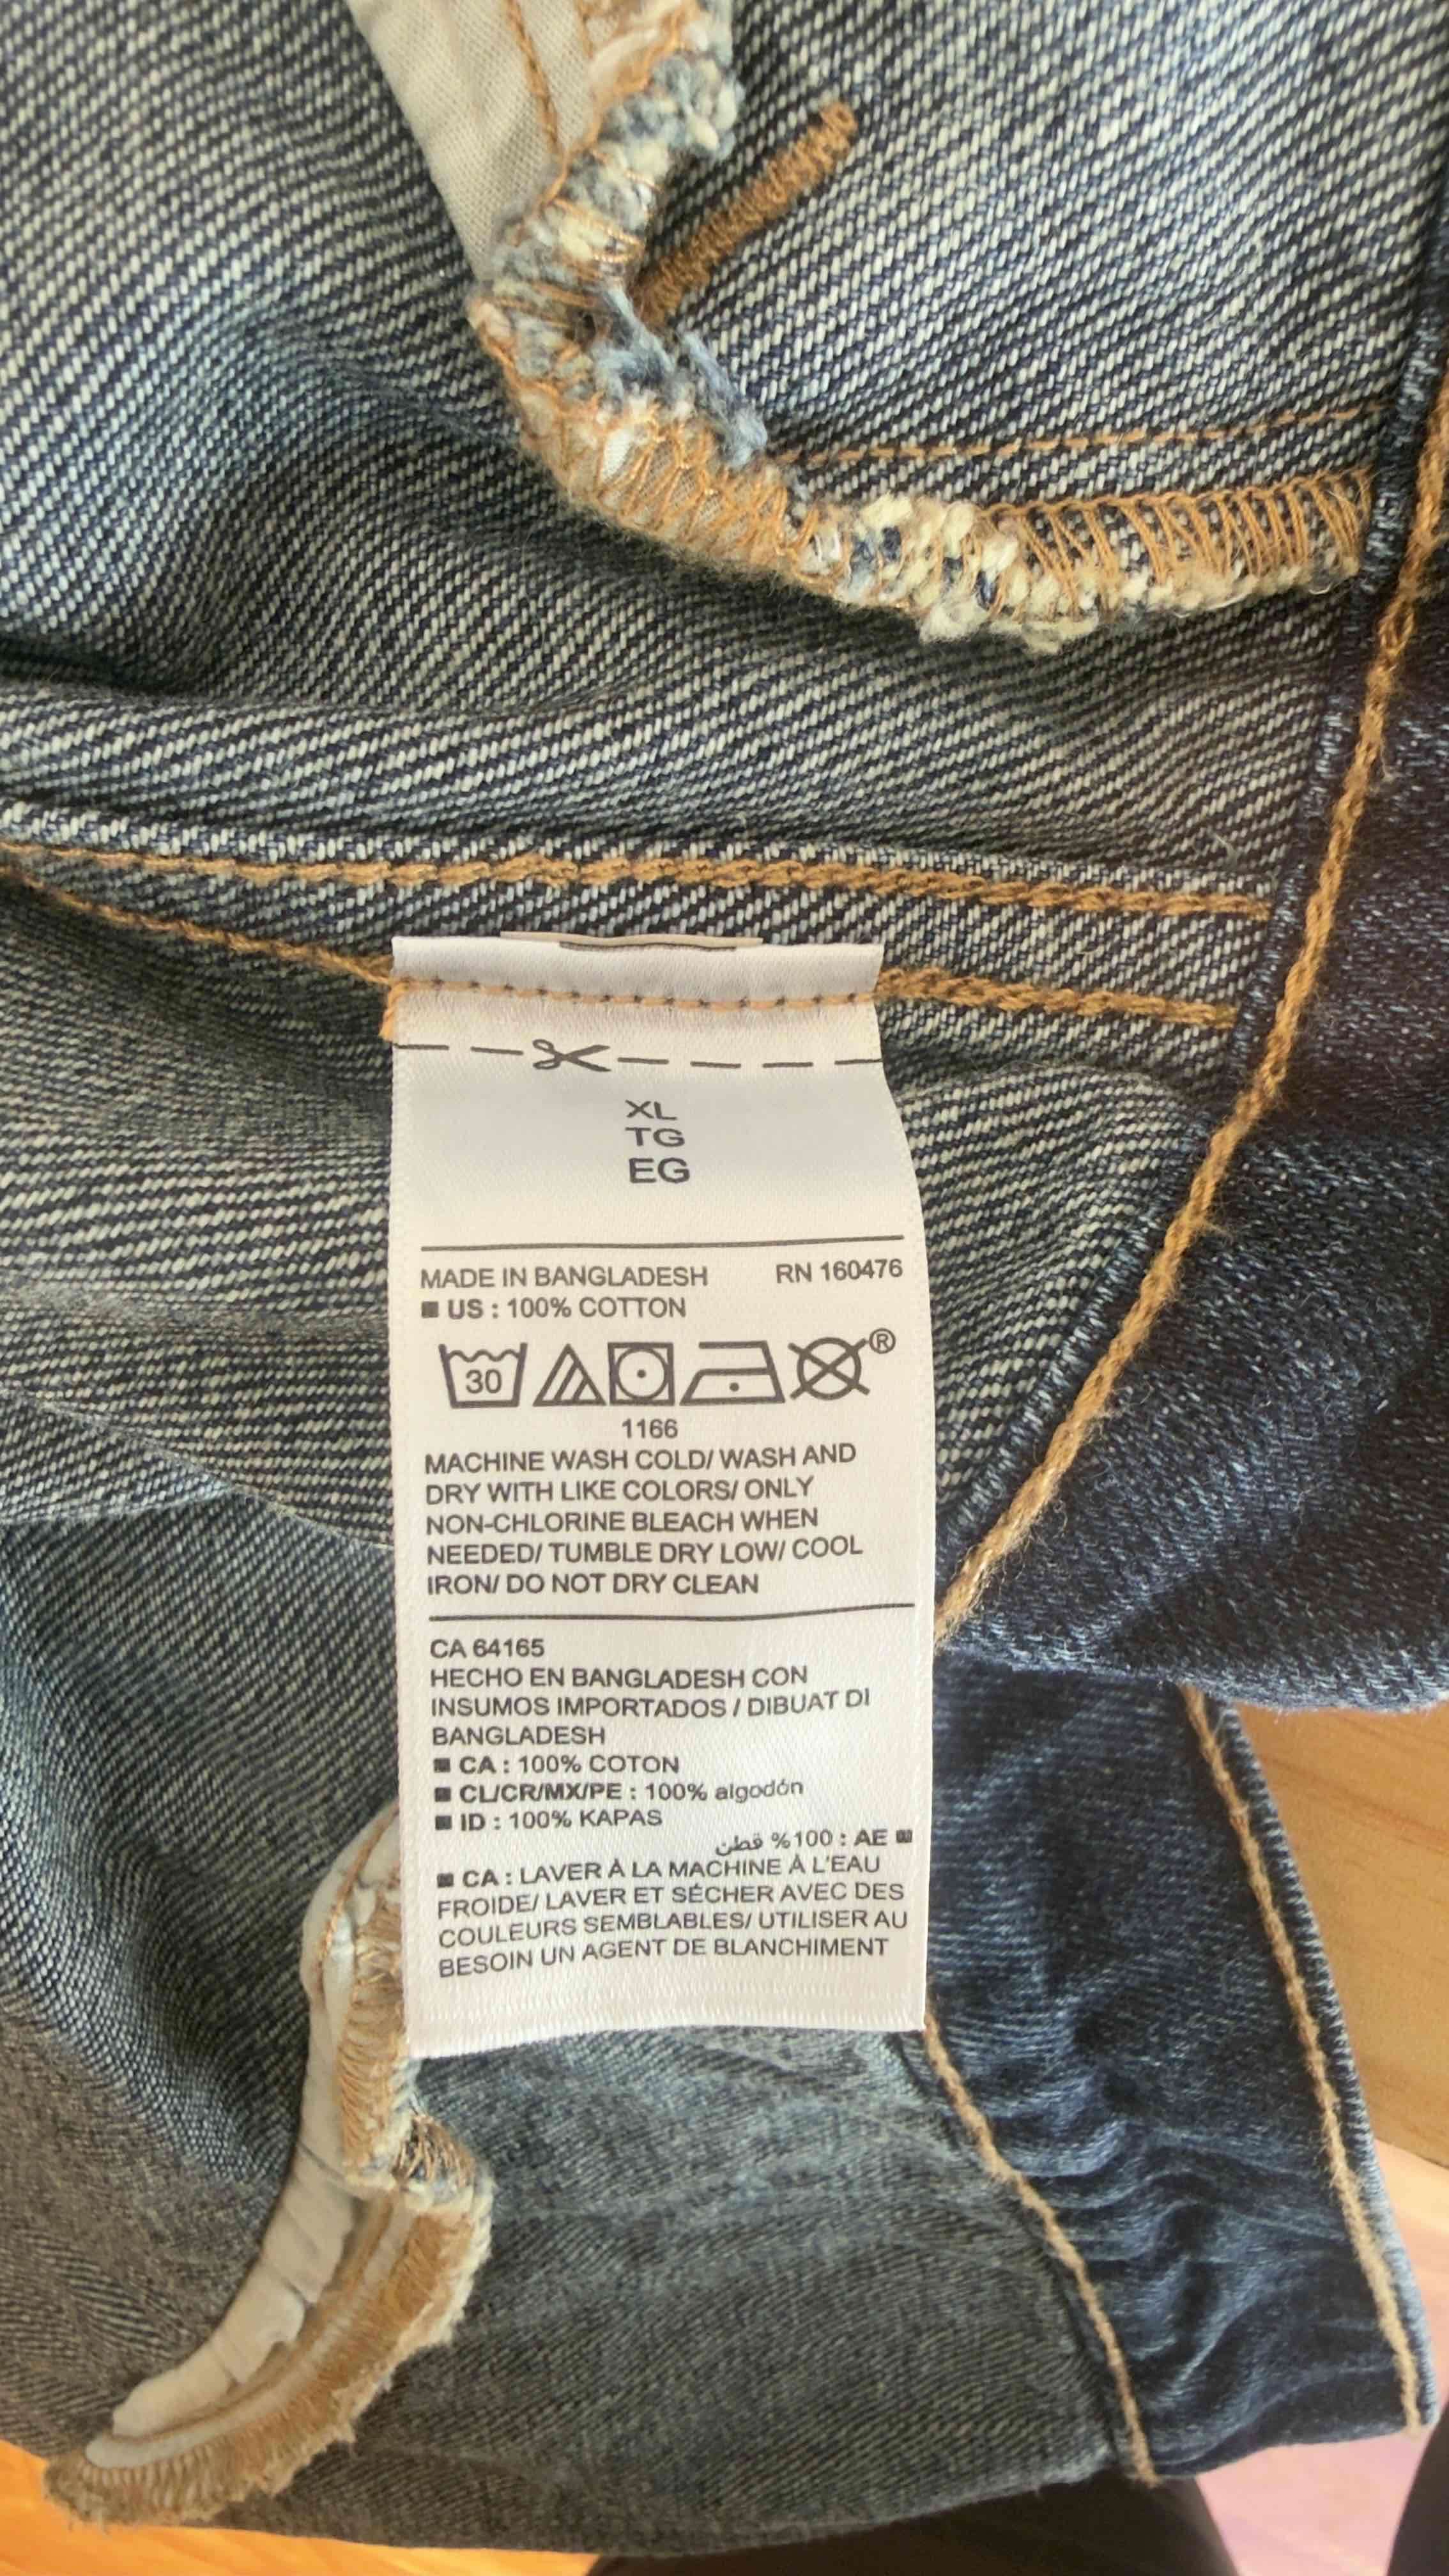 XL
TG
EG
MADE IN BANGLADESH RN 160476
■ US : 100% COTTON
30 ®
1166
MACHINE WASH COLD/ WASH AND
DRY WITH LIKE COLORS/ ONLY
NON-CHLORINE BLEACH WHEN
NEEDED/ TUMBLE DRY LOW/ COOL
IRON/ DO NOT DRY CLEAN
CA 64165
HECHO EN BANGLADESH CON
INSUMOS IMPORTADOS / DIBUAT DI
BANGLADESH
■ CA : 100% COTON
■ CL/CR/MX/PE : 100% algodón
■ ID : 100% KAPAS
■ AE : 100% قطن
■ CA : LAVER À LA MACHINE À L'EAU
FROIDE/ LAVER ET SÉCHER AVEC DES
COULEURS SEMBLABLES/ UTILISER AU
BESOIN UN AGENT DE BLANCHIMENT